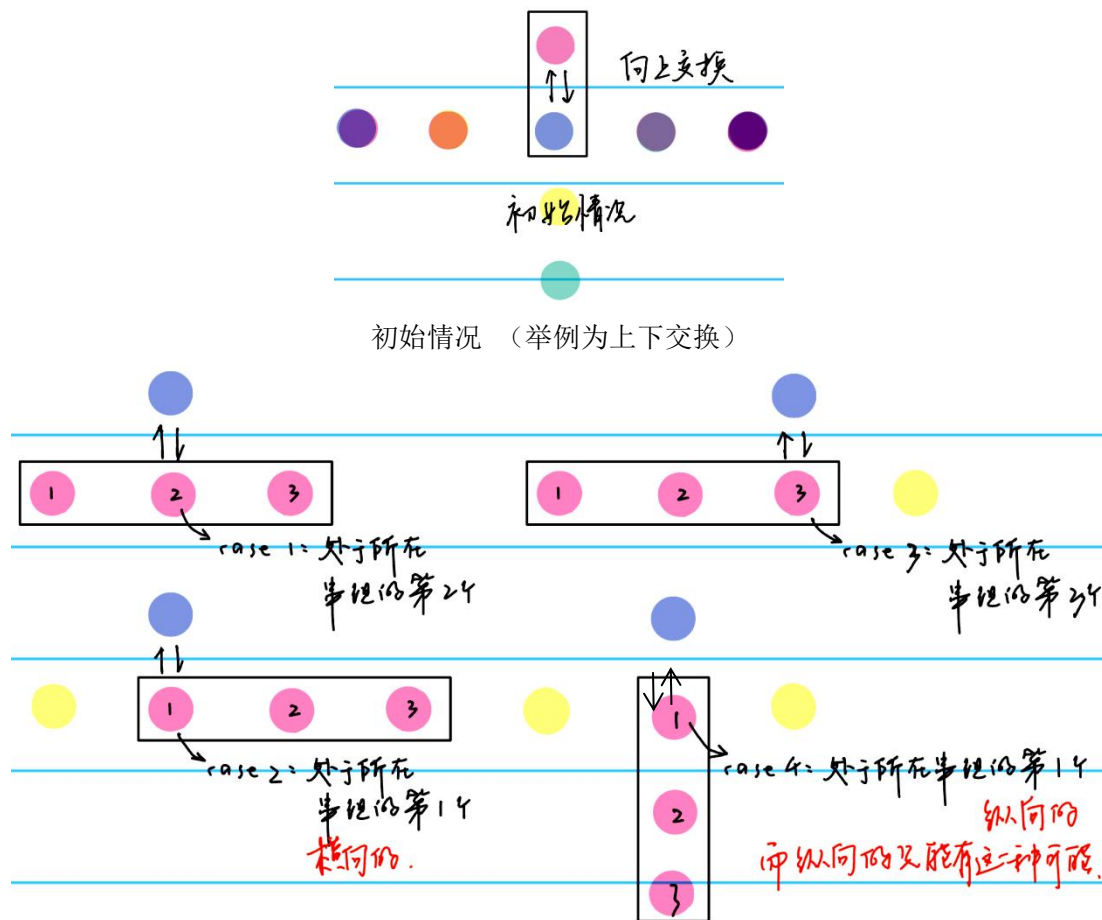 向上交换
初始情况
初始情况 （举例为上下交换）
1 2 3
case 1: 处于所在
串组的第2个
1 2 3
case 3: 处于所在
串组的第3个
1 2 3
case 2: 处于所在
串组的第1个
横向的.
1
case 4: 处于所在串组的第1个
2
纵向的
而纵向的只能有这一种可能.
3